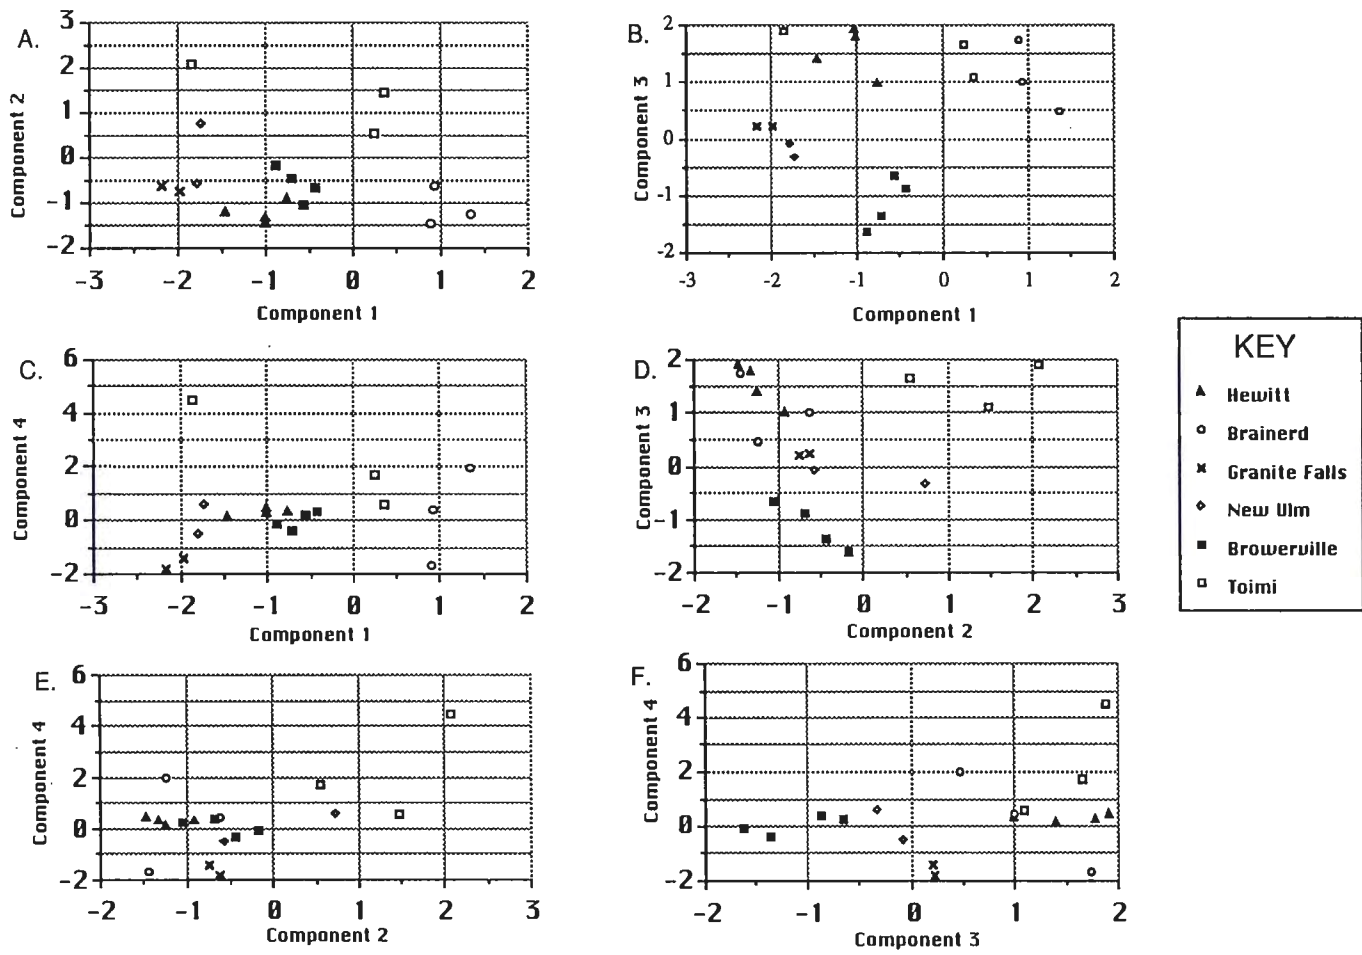 A.
3
2
1
0
-1
-2
Component 2
-3 -2 -1 0 1 2
Component 1
B.
2
1
0
-1
-2
Component 3
-3 -2 -1 0 1 2
Component 1
C.
6
4
2
0
-2
Component 4
-3 -2 -1 0 1 2
Component 1
D.
2
1
0
-1
-2
Component 3
-2 -1 0 1 2 3
Component 2
KEY
Hewitt
Brainerd
Granite Falls
New Ulm
Browerville
Toimi
E.
6
4
2
0
-2
Component 4
-2 -1 0 1 2 3
Component 2
F.
6
4
2
0
-2
Component 4
-2 -1 0 1 2
Component 3